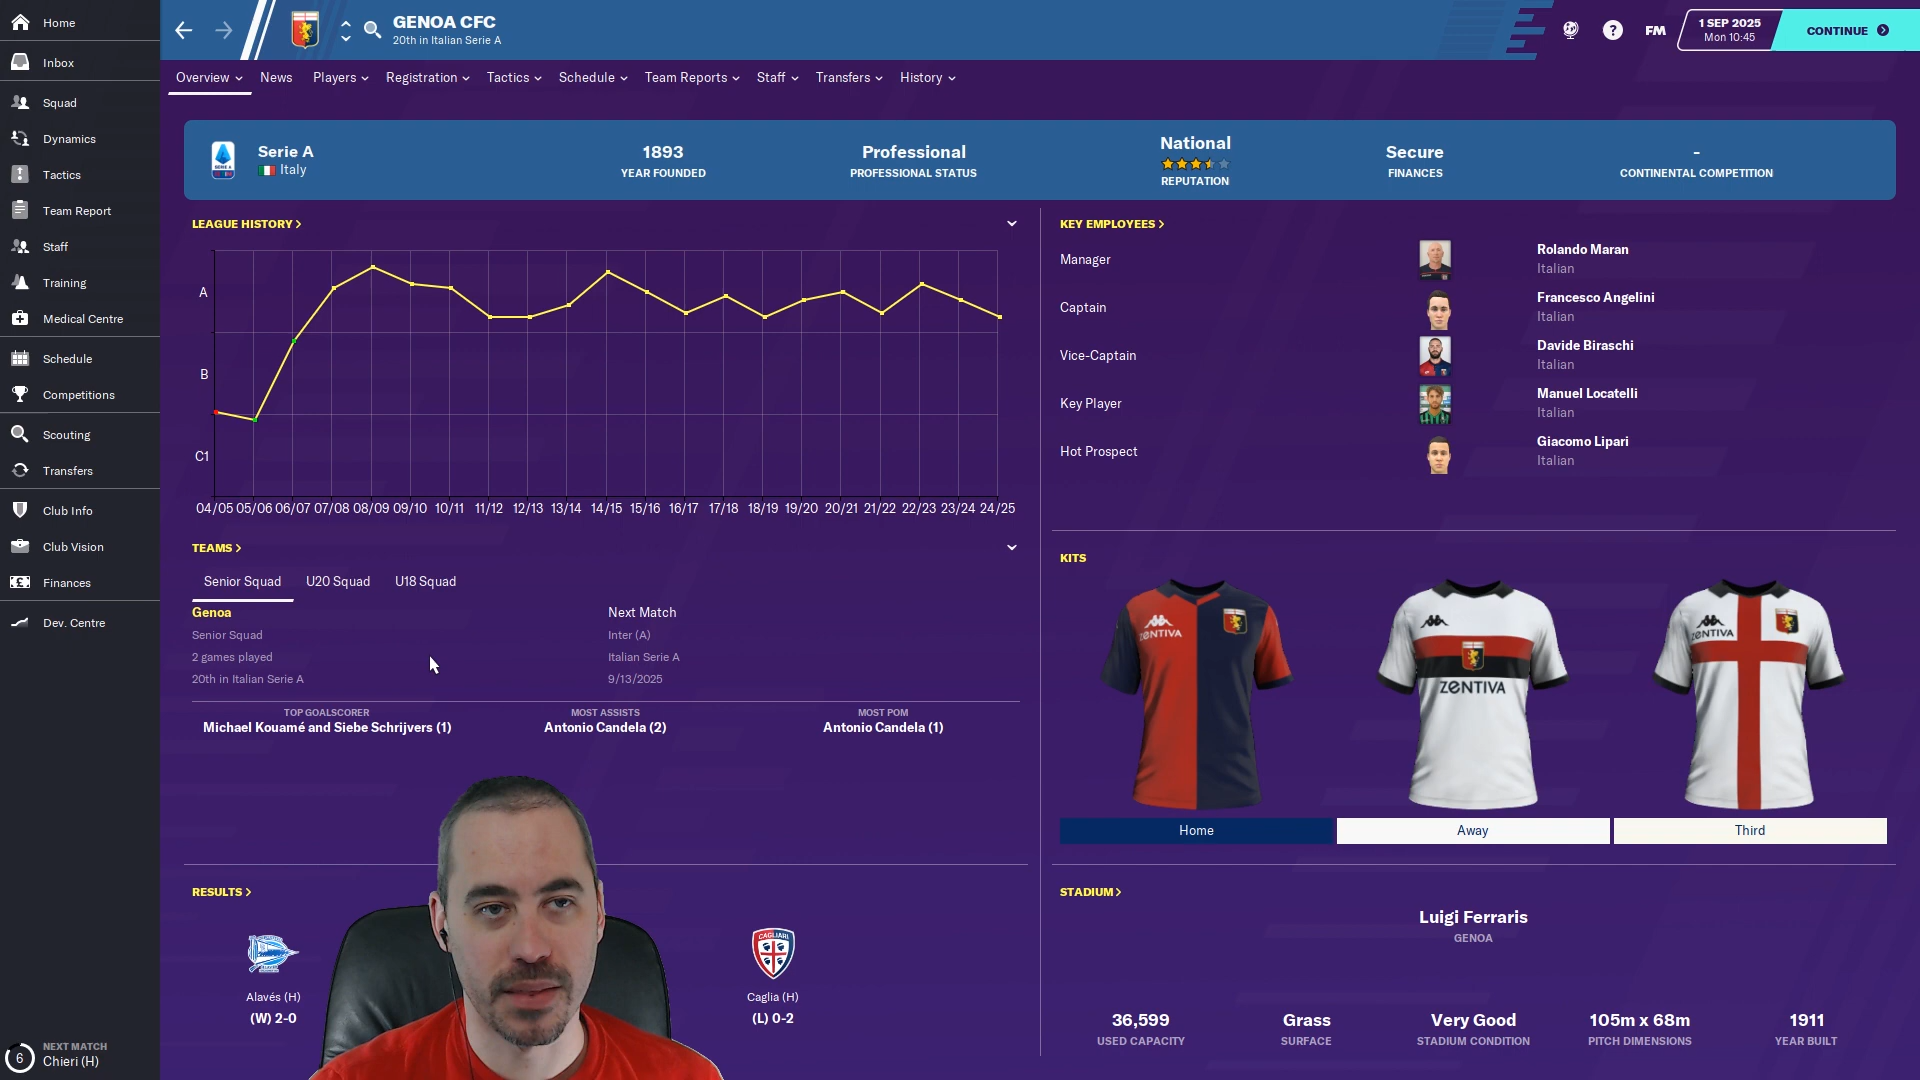 Home
Inbox
Squad
Dynamics
Tactics
Team Report
Staff
Training
Medical Centre
Schedule
Competitions
Scouting
Transfers
Club Info
Club Vision
Finances
Dev. Centre
6
NEXT MATCH
Chieri (H)
GENOA CFC
20th in Italian Serie A
?
FM
1 SEP 2025
Mon 10:45
CONTINUE
Overview News Players Registration Tactics Schedule Team Reports Staff Transfers History
SERIE A
Serie A
Italy
1893
YEAR FOUNDED
Professional
PROFESSIONAL STATUS
National
REPUTATION
Secure
FINANCES
-
CONTINENTAL COMPETITION
LEAGUE HISTORY >
A
B
C1
04/05 05/06 06/07 07/08 08/09 09/10 10/11 11/12 12/13 13/14 14/15 15/16 16/17 17/18 18/19 19/20 20/21 21/22 22/23 23/24 24/25
TEAMS >
Senior Squad U20 Squad U18 Squad
Genoa
Senior Squad
2 games played
20th in Italian Serie A
Next Match
Inter (A)
Italian Serie A
9/13/2025
TOP GOALSCORER
Michael Kouamé and Siebe Schrijvers (1)
MOST ASSISTS
Antonio Candela (2)
MOST POM
Antonio Candela (1)
RESULTS >
Alavés (H)
(W) 2-0
CAGLIARI
Caglia (H)
(L) 0-2
KEY EMPLOYEES >
Manager
Rolando Maran
Italian
Captain
Francesco Angelini
Italian
Vice-Captain
Davide Biraschi
Italian
Key Player
Manuel Locatelli
Italian
Hot Prospect
Giacomo Lipari
Italian
KITS
ZENTIVA
ZENTIVA
ZENTIVA
Home
Away
Third
STADIUM >
Luigi Ferraris
GENOA
36,599
USED CAPACITY
Grass
SURFACE
Very Good
STADIUM CONDITION
105m x 68m
PITCH DIMENSIONS
1911
YEAR BUILT